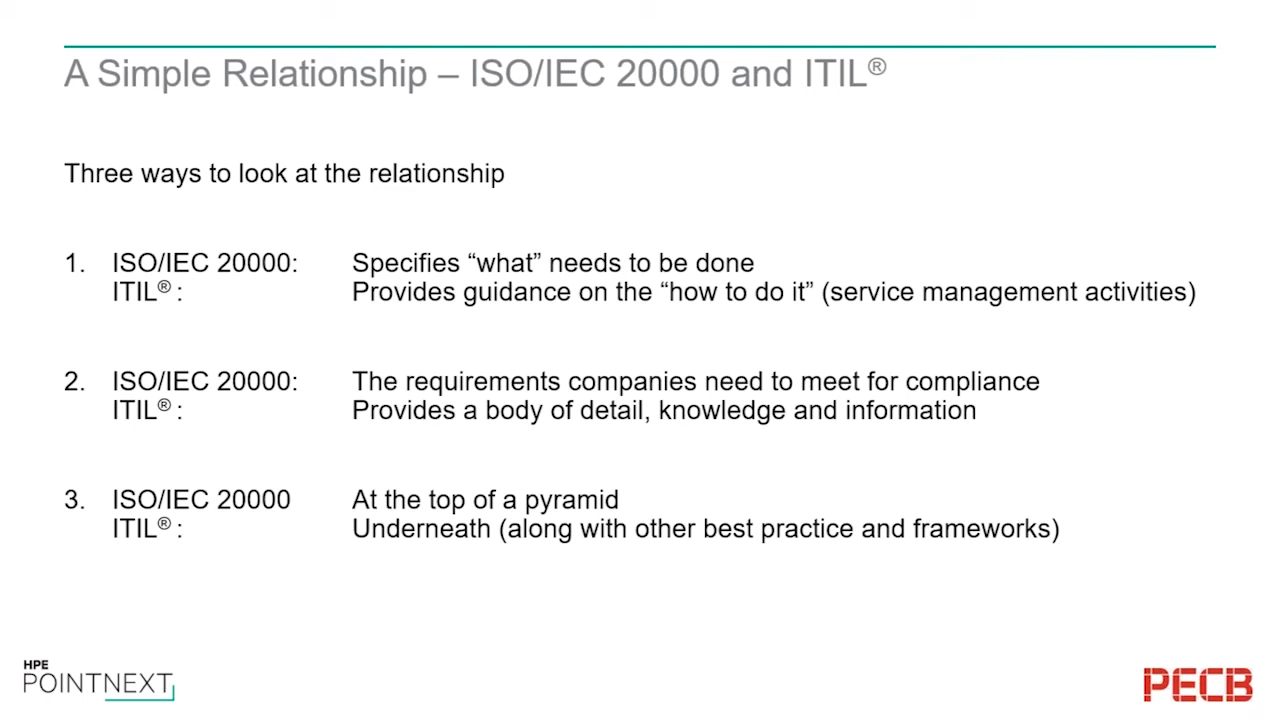 A Simple Relationship – ISO/IEC 20000 and ITIL®
Three ways to look at the relationship
1. ISO/IEC 20000: Specifies “what” needs to be done
ITIL® : Provides guidance on the “how to do it” (service management activities)
2. ISO/IEC 20000: The requirements companies need to meet for compliance
ITIL® : Provides a body of detail, knowledge and information
3. ISO/IEC 20000 At the top of a pyramid
ITIL® : Underneath (along with other best practice and frameworks)
HPE
POINTNEXT
PECB